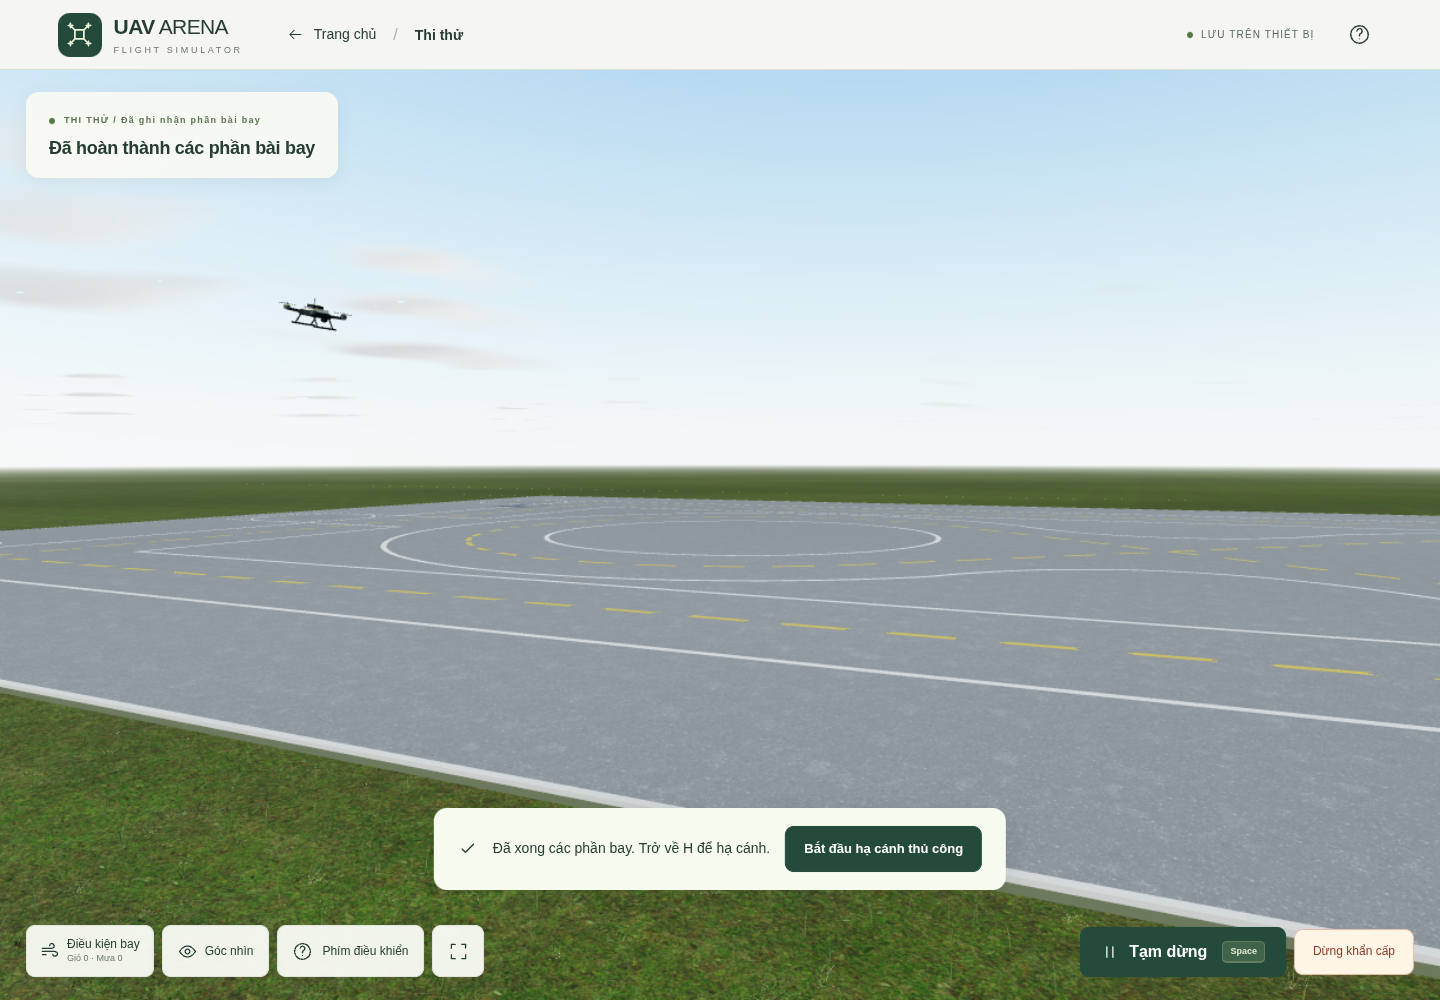 UAV ARENA
FLIGHT SIMULATOR
Trang chủ / Thi thử
LƯU TRÊN THIẾT BỊ
THI THỬ / Đã ghi nhận phần bài bay
Đã hoàn thành các phần bài bay
Đã xong các phần bay. Trở về H để hạ cánh.
Bắt đầu hạ cánh thủ công
Điều kiện bay
Gió 0 · Mưa 0
Góc nhìn
Phím điều khiển
Tạm dừng
Space
Dừng khẩn cấp